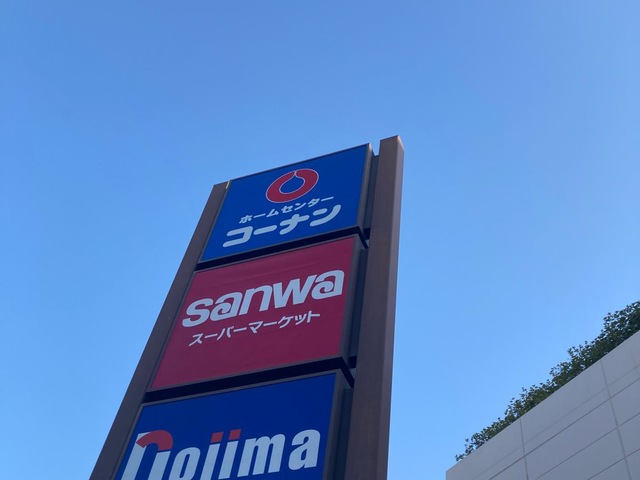 ホームセンター
コーナン
sanwa
スーパーマーケット
Nojima